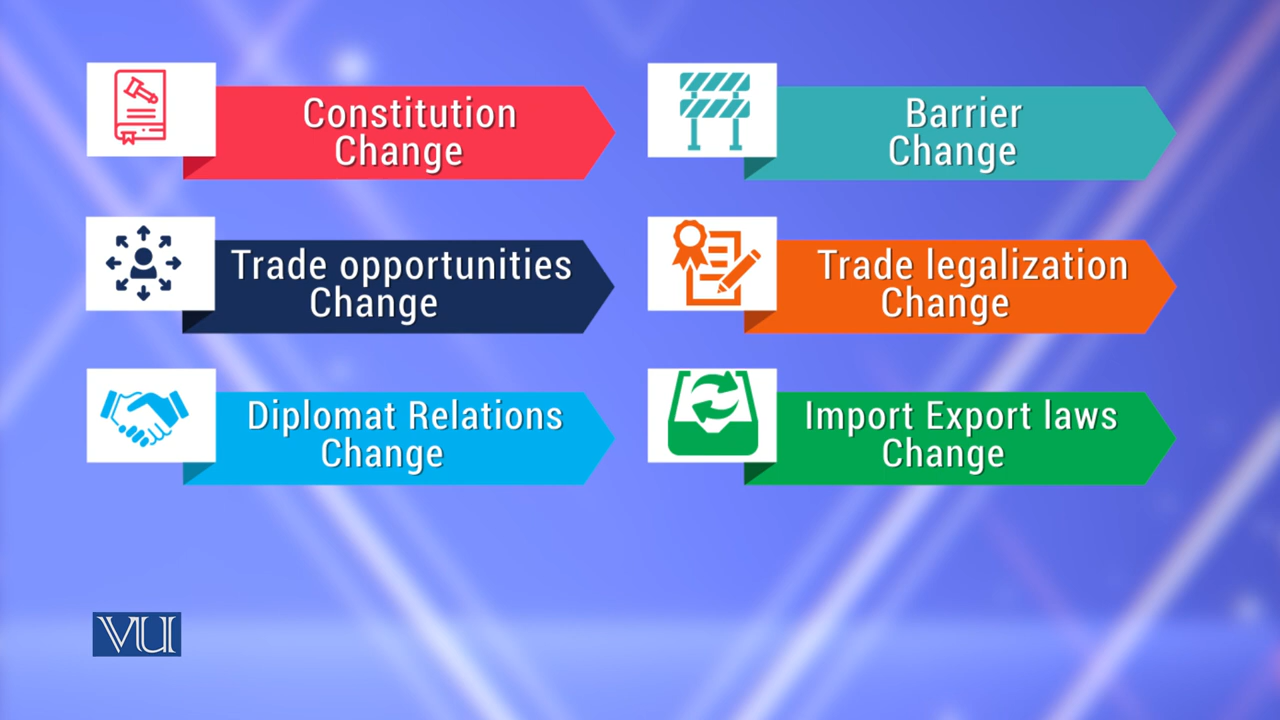 Constitution
Change
Barrier
Change
Trade opportunities
Change
Trade legalization
Change
Diplomat Relations
Change
Import Export laws
Change
VU